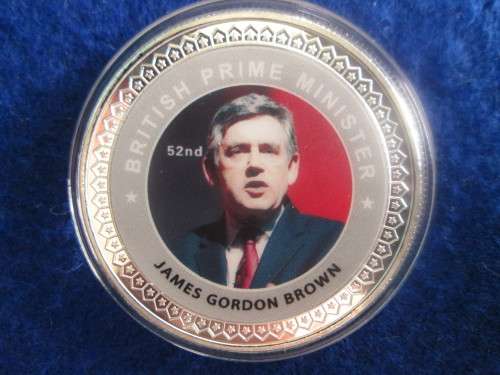 BRITISH PRIME MINISTER
52nd
JAMES GORDON BROWN